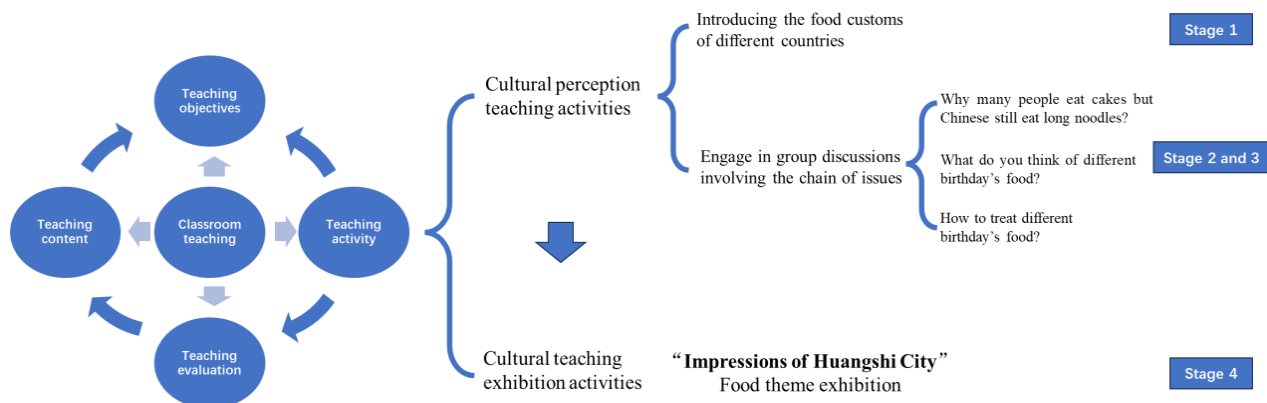 Teaching
objectives
Teaching
content
Classroom
teaching
Teaching
activity
Teaching
evaluation
Cultural perception
teaching activities
Introducing the food customs
of different countries
Stage 1
Engage in group discussions
involving the chain of issues
Why many people eat cakes but
Chinese still eat long noodles?
What do you think of different
birthday's food?
How to treat different
birthday's food?
Stage 2 and 3
Cultural teaching
exhibition activities
“Impressions of Huangshi City”
Food theme exhibition
Stage 4